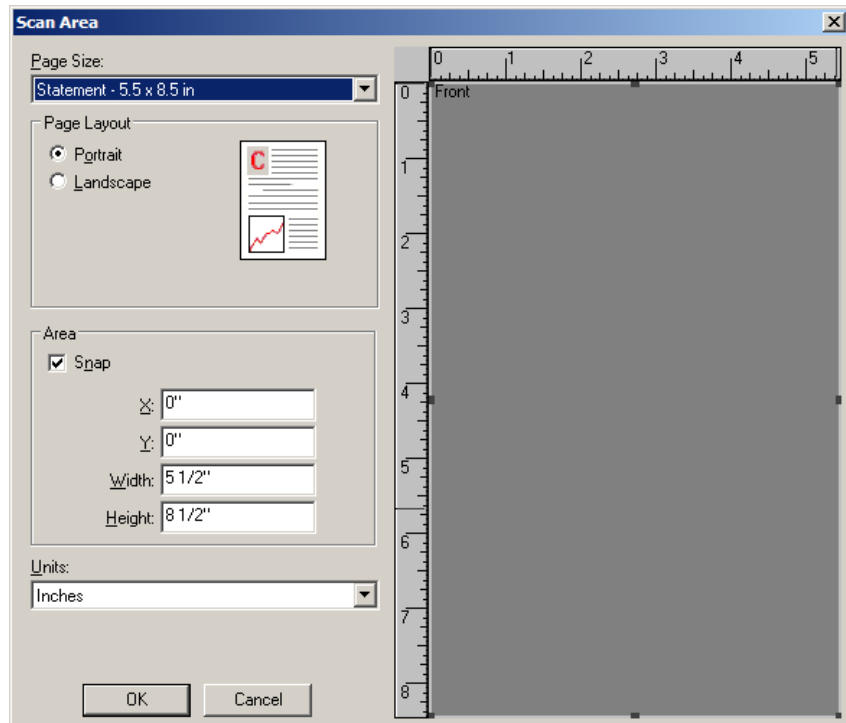 Scan Area
Page Size:
Statement - 5.5 x 8.5 in
Page Layout
Portrait
Landscape
C
Area
Snap
X: 0"
Y: 0"
Width: 5 1/2"
Height: 8 1/2"
Units:
Inches
OK Cancel
0 1 2 3 4 5
Front
0
1
2
3
4
5
6
7
8